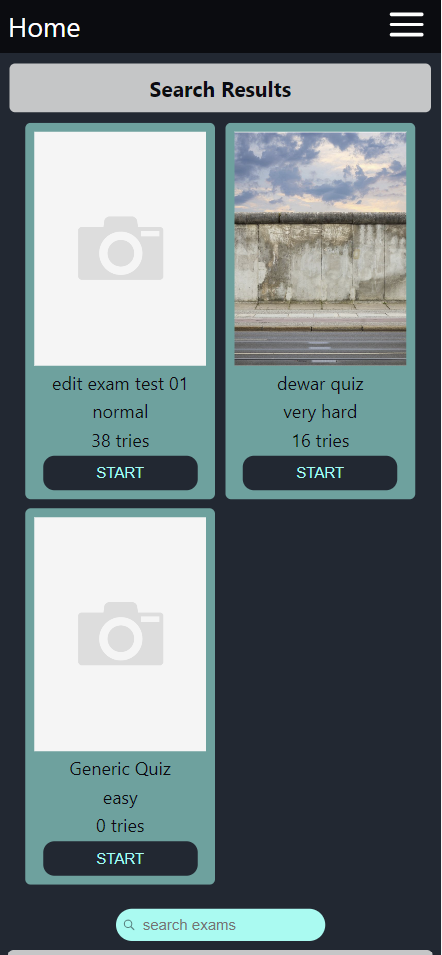 Home
Search Results
edit exam test 01
normal
38 tries
START
dewar quiz
very hard
16 tries
START
Generic Quiz
easy
0 tries
START
search exams